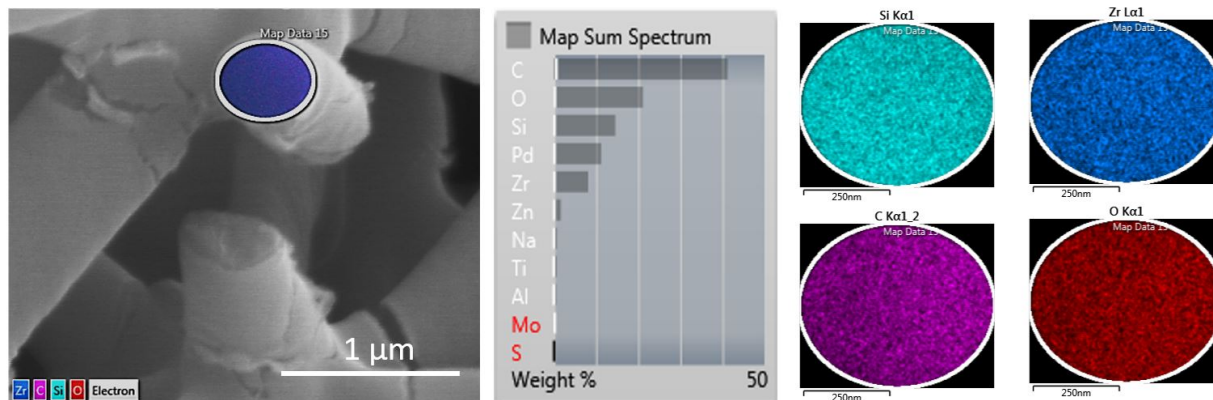 Map Data 15
1 µm
Zr C Si O Electron
Map Sum Spectrum
C
O
Si
Pd
Zr
Zn
Na
Ti
Al
Mo
S
Weight % 50
Si Kα1
Map Data 15
250nm
Zr Lα1
Map Data 15
250nm
C Kα1_2
Map Data 15
250nm
O Kα1
Map Data 15
250nm